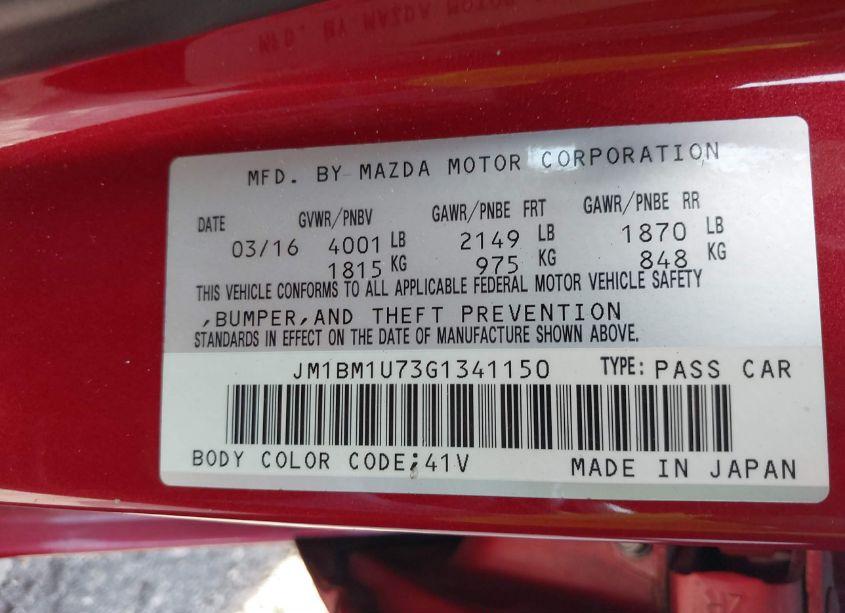 MFD. BY MAZDA MOTOR CORPORATION
DATE GVWR/PNBV GAWR/PNBE FRT GAWR/PNBE RR
03/16 4001 LB 2149 LB 1870 LB
1815 KG 975 KG 848 KG
THIS VEHICLE CONFORMS TO ALL APPLICABLE FEDERAL MOTOR VEHICLE SAFETY
,BUMPER,AND THEFT PREVENTION
STANDARDS IN EFFECT ON THE DATE OF MANUFACTURE SHOWN ABOVE.
JM1BM1U73G1341150 TYPE: PASS CAR
BODY COLOR CODE:41V MADE IN JAPAN